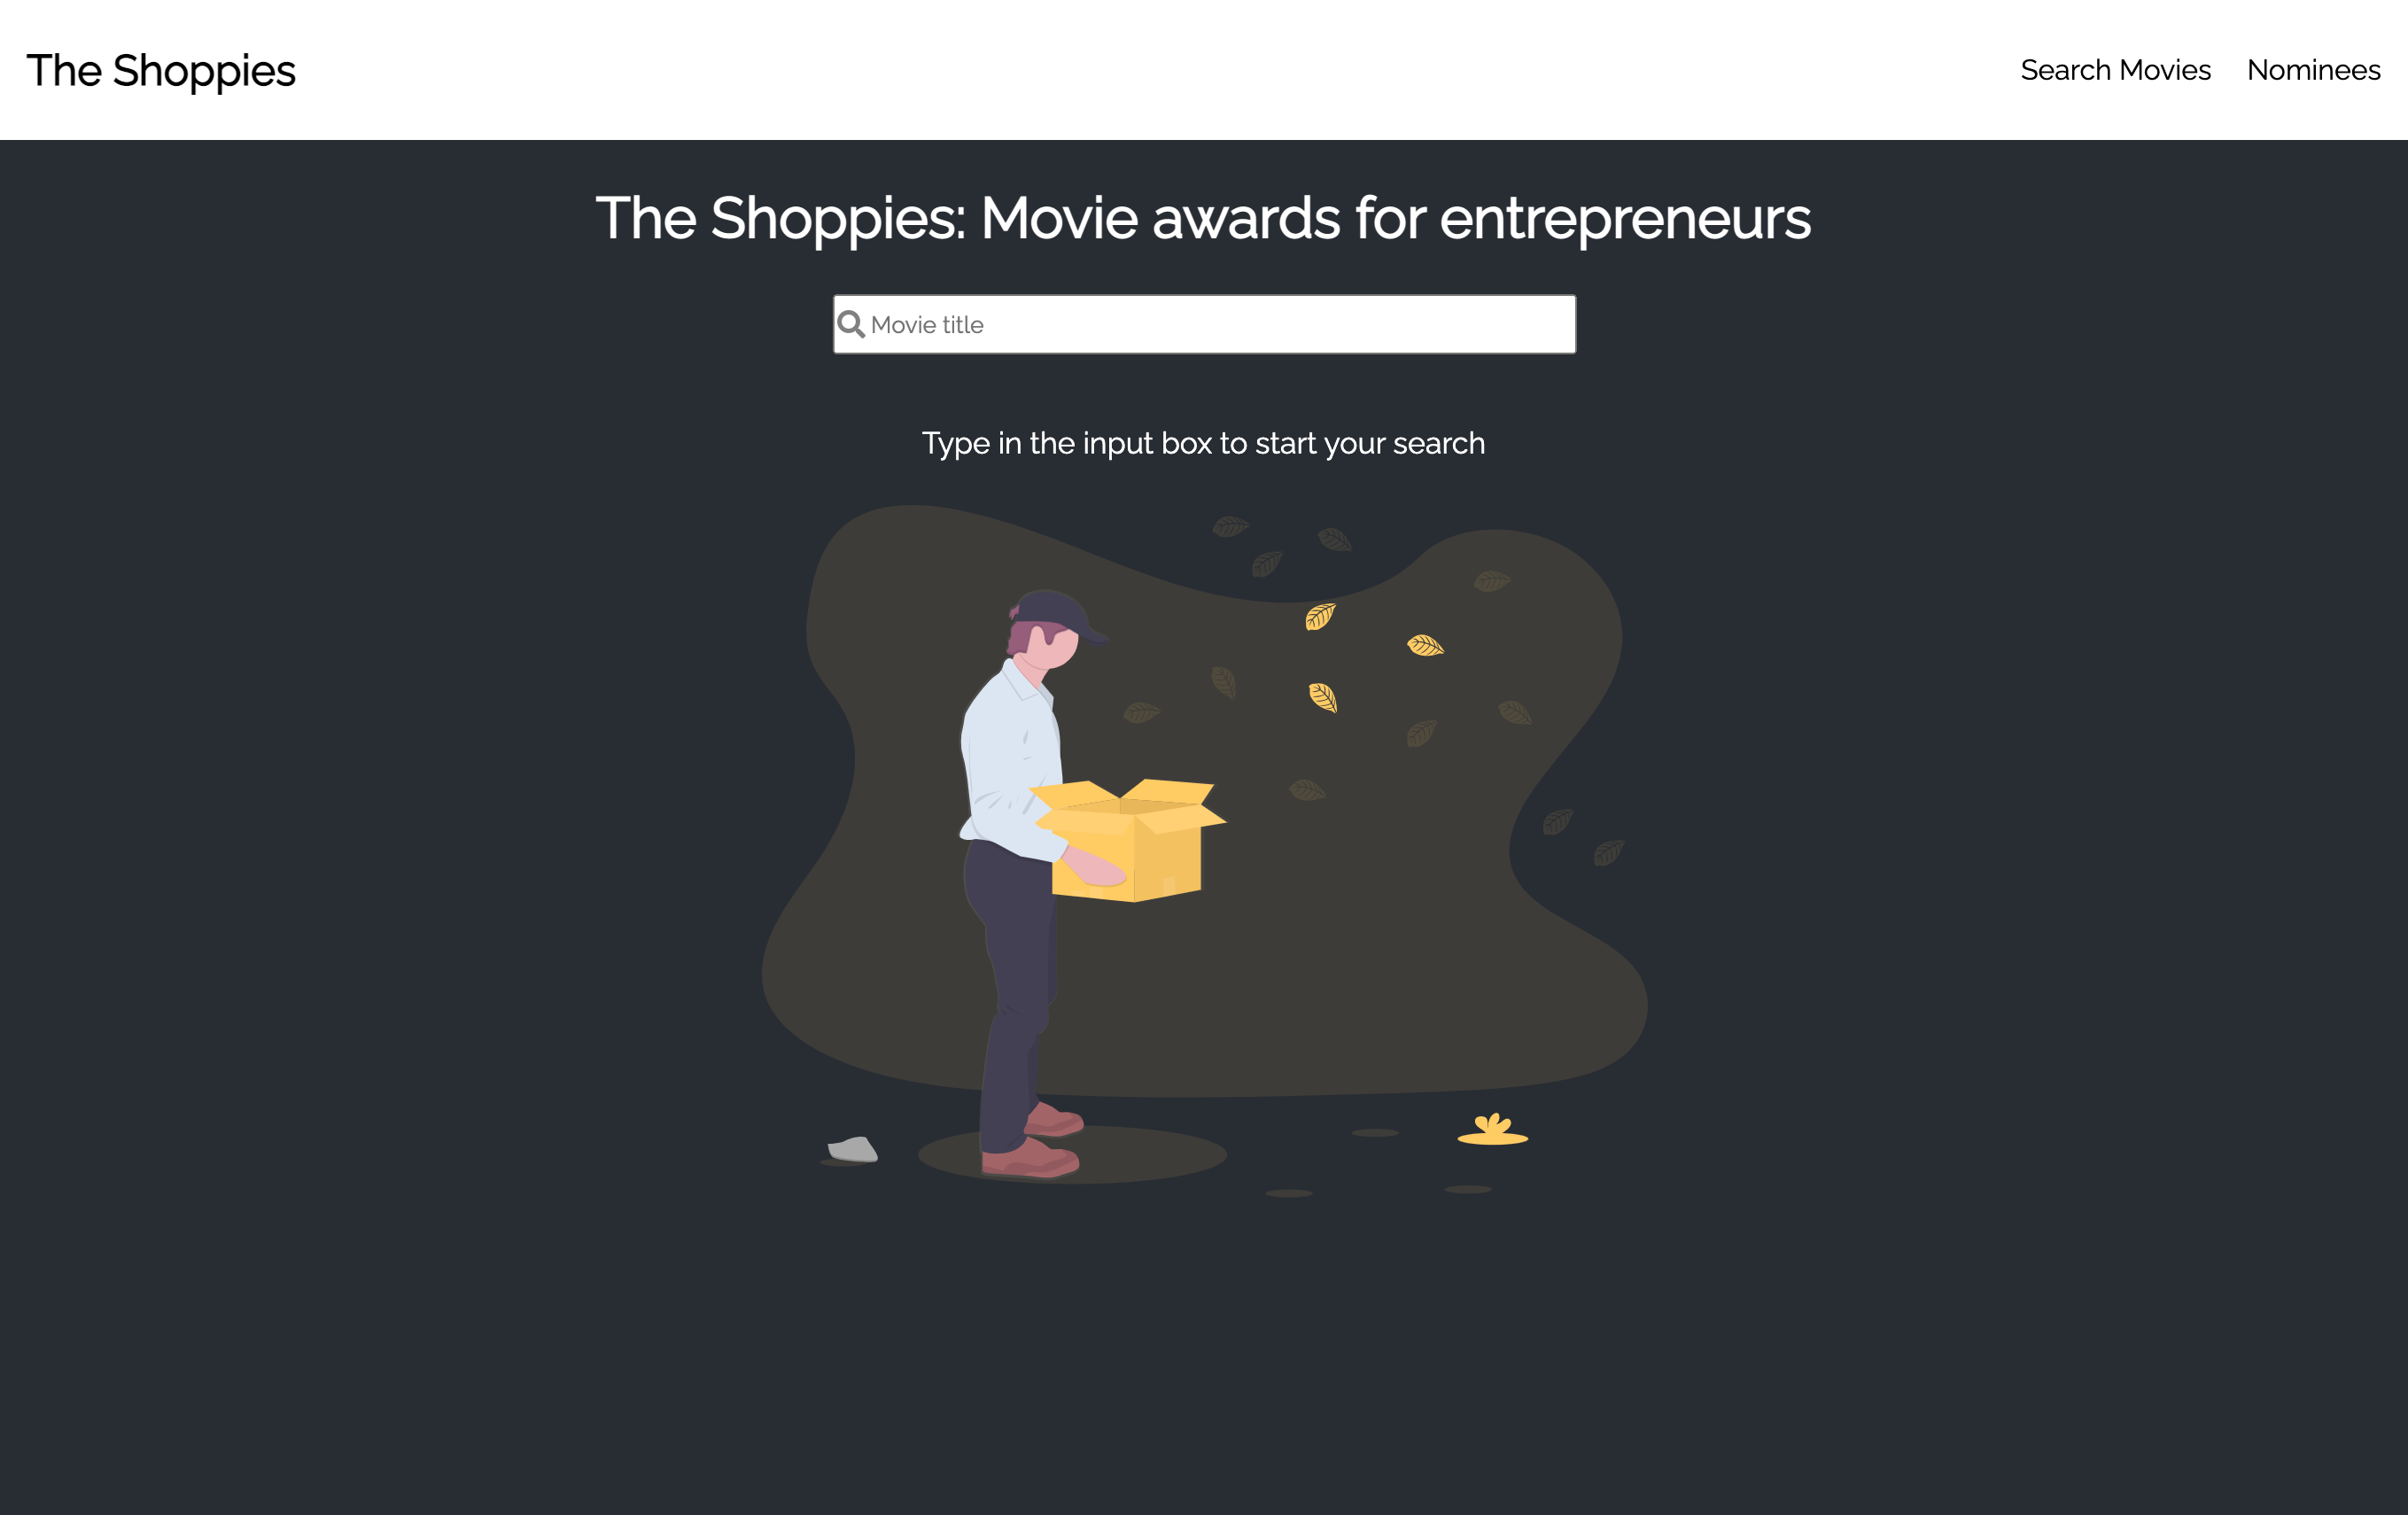 The Shoppies
Search Movies
Nominees
The Shoppies: Movie awards for entrepreneurs
Movie title
Type in the input box to start your search